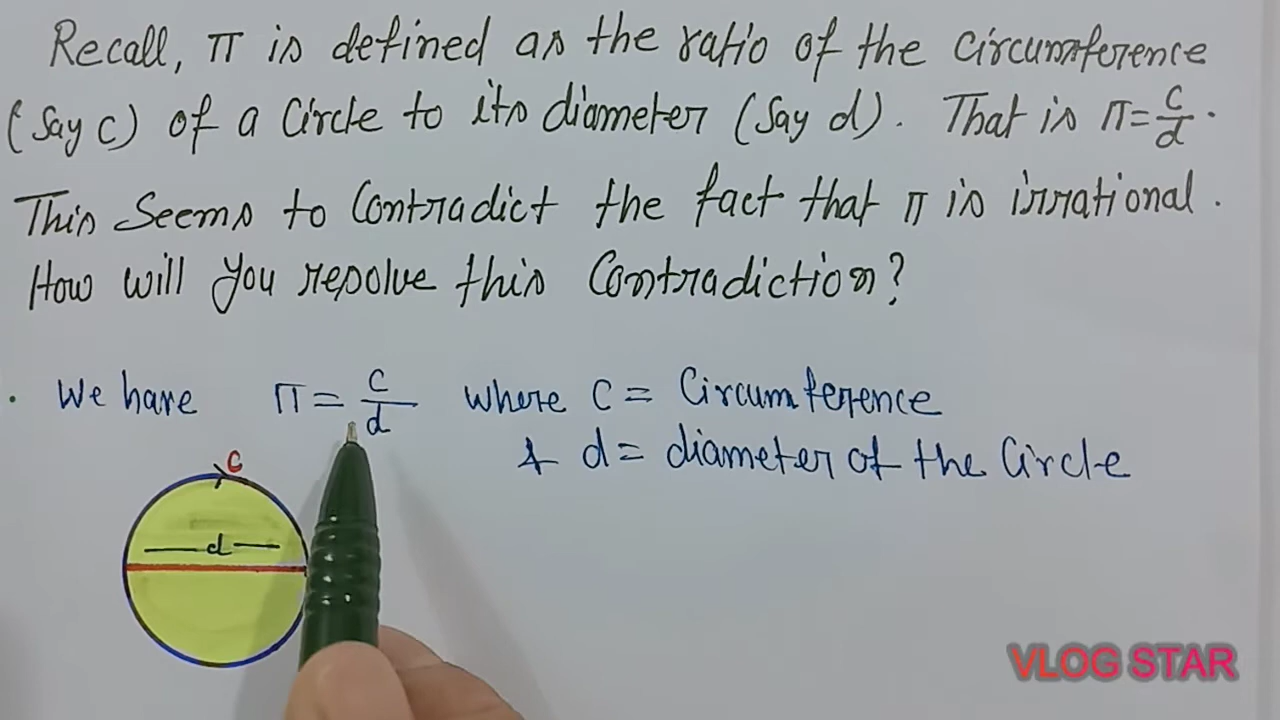 Recall, π is defined as the ratio of the circumference
(say c) of a circle to its diameter (say d). That is π = c/d.
This seems to contradict the fact that π is irrational.
How will you resolve this contradiction?
We have π = c/d where c = Circumference
& d = diameter of the circle
c
d
VLOG STAR